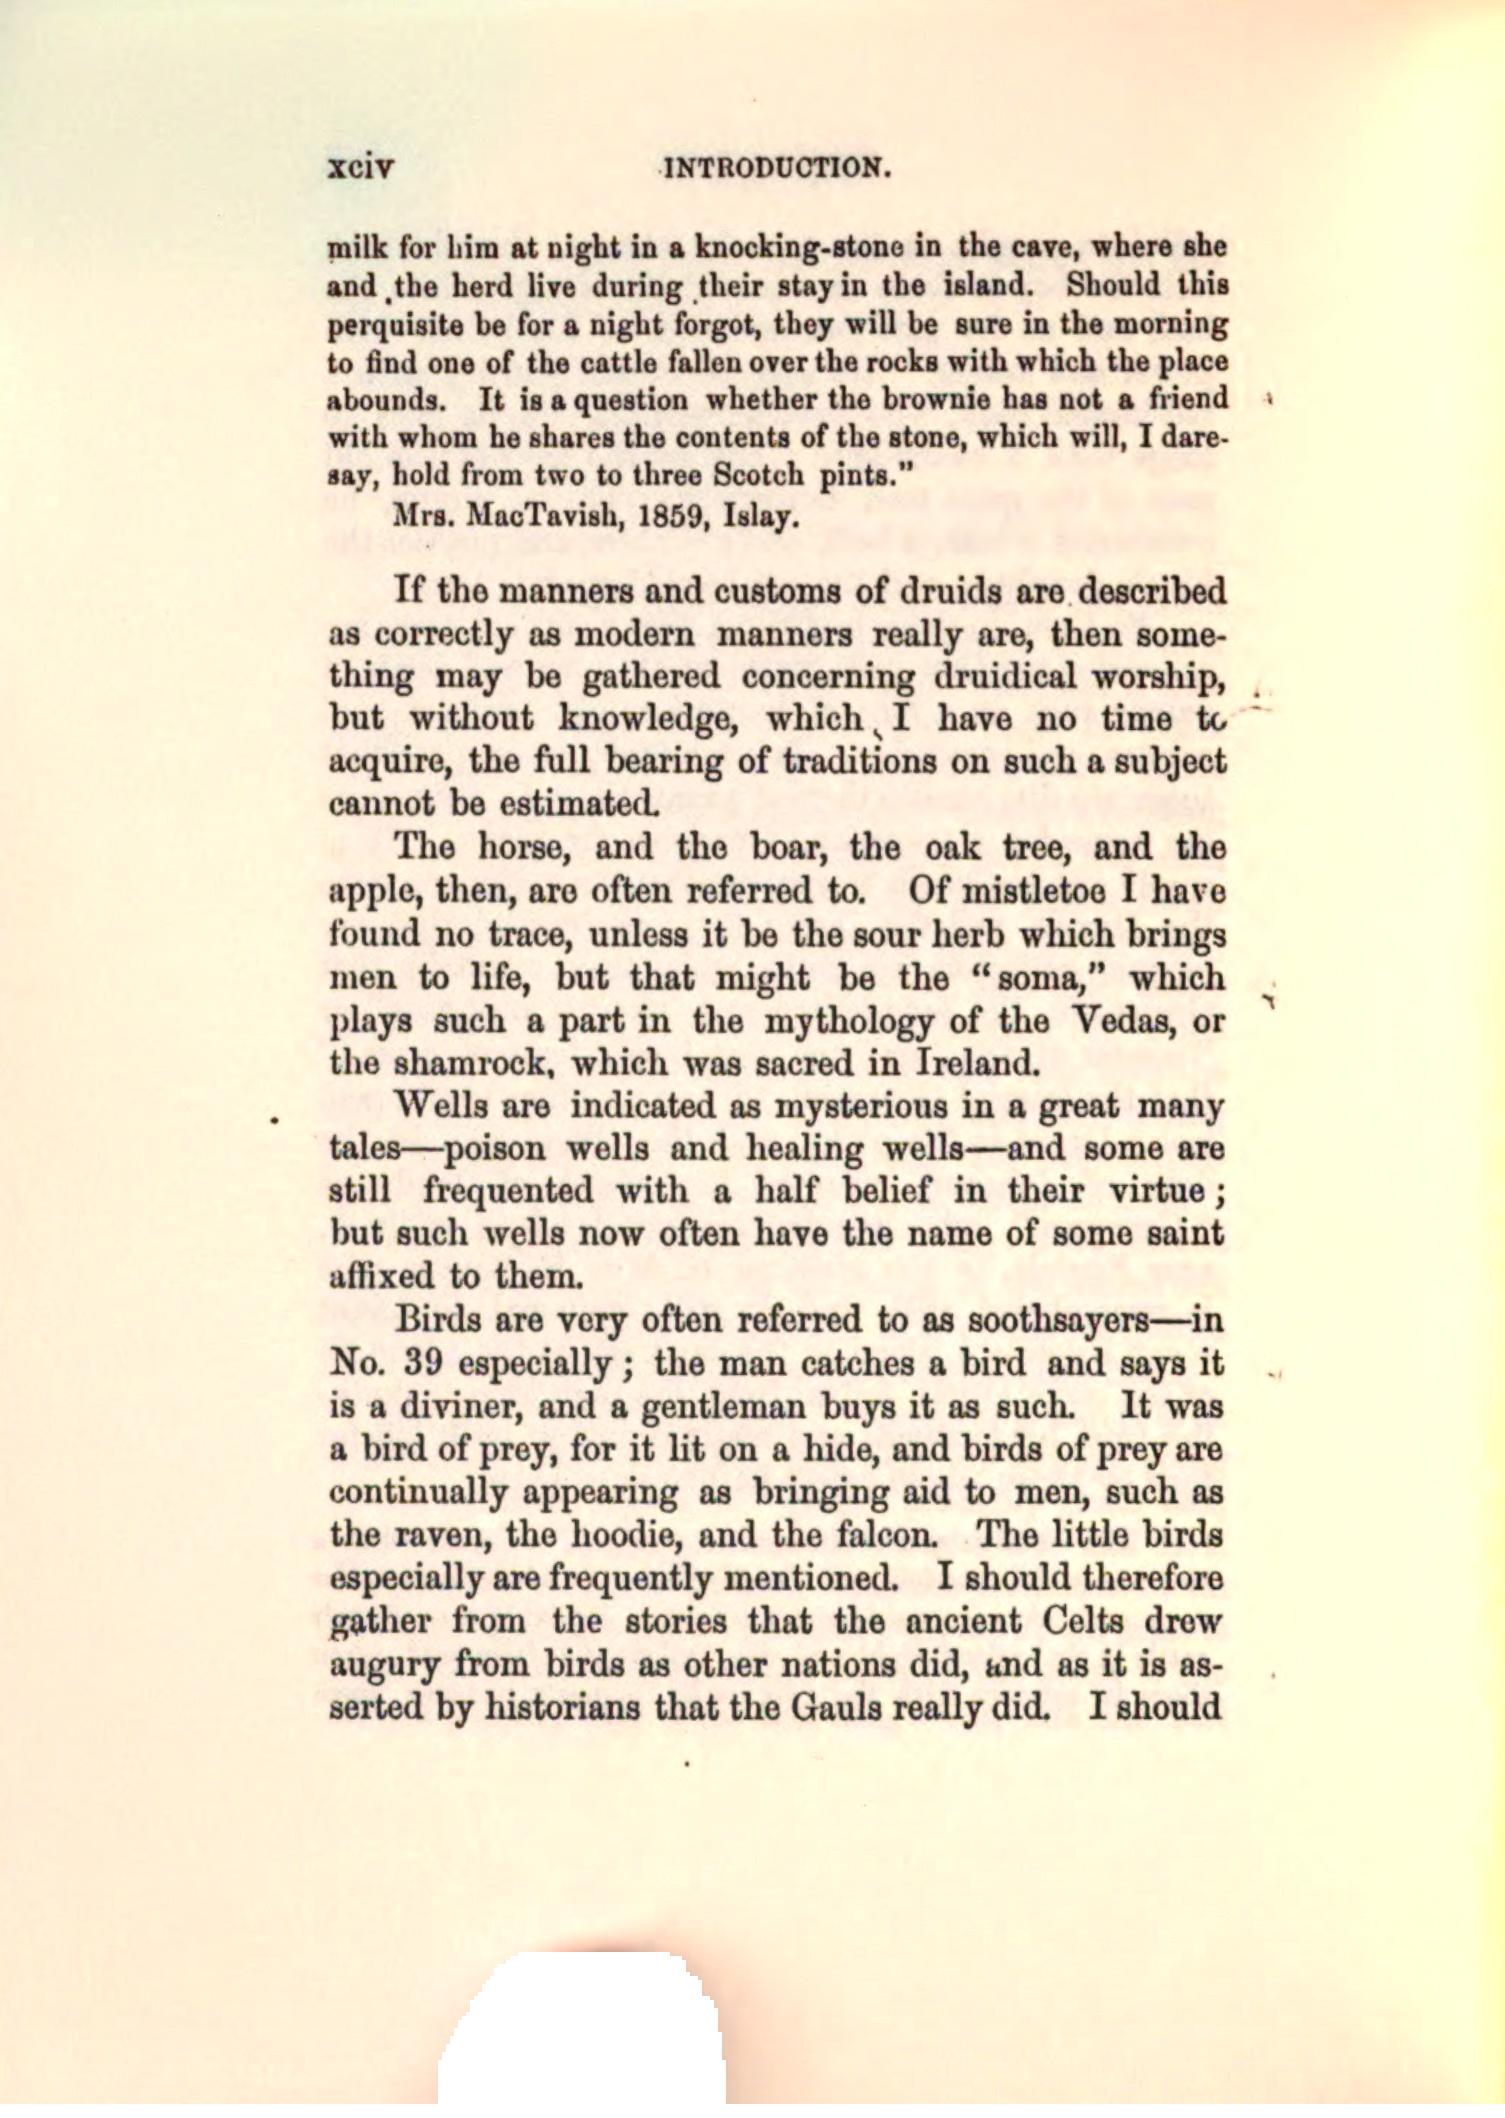 xciv INTRODUCTION.
milk for him at night in a knocking-stone in the cave, where she
and the herd live during their stay in the island. Should this
perquisite be for a night forgot, they will be sure in the morning
to find one of the cattle fallen over the rocks with which the place
abounds. It is a question whether the brownie has not a friend
with whom he shares the contents of the stone, which will, I dare-
say, hold from two to three Scotch pints."
Mrs. MacTavish, 1859, Islay.
If the manners and customs of druids are described
as correctly as modern manners really are, then some-
thing may be gathered concerning druidical worship,
but without knowledge, which I have no time to
acquire, the full bearing of traditions on such a subject
cannot be estimated.
The horse, and the boar, the oak tree, and the
apple, then, are often referred to. Of mistletoe I have
found no trace, unless it be the sour herb which brings
men to life, but that might be the "soma," which
plays such a part in the mythology of the Vedas, or
the shamrock, which was sacred in Ireland.
Wells are indicated as mysterious in a great many
tales—poison wells and healing wells—and some are
still frequented with a half belief in their virtue ;
but such wells now often have the name of some saint
affixed to them.
Birds are very often referred to as soothsayers—in
No. 39 especially ; the man catches a bird and says it
is a diviner, and a gentleman buys it as such. It was
a bird of prey, for it lit on a hide, and birds of prey are
continually appearing as bringing aid to men, such as
the raven, the hoodie, and the falcon. The little birds
especially are frequently mentioned. I should therefore
gather from the stories that the ancient Celts drew
augury from birds as other nations did, and as it is as-
serted by historians that the Gauls really did. I should